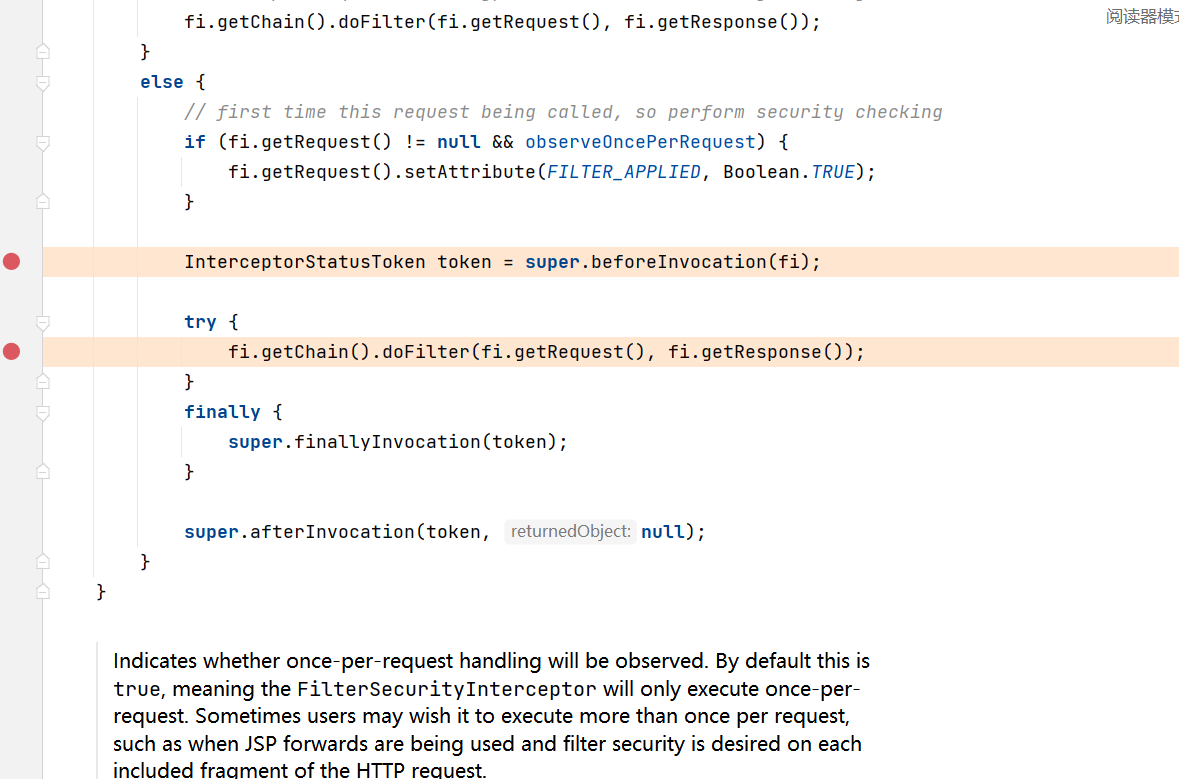 fi.getChain().doFilter(fi.getRequest(), fi.getResponse());
阅读器模式
}
else {
// first time this request being called, so perform security checking
if (fi.getRequest() != null && observeOncePerRequest) {
fi.getRequest().setAttribute(FILTER_APPLIED, Boolean.TRUE);
}
InterceptorStatusToken token = super.beforeInvocation(fi);
try {
fi.getChain().doFilter(fi.getRequest(), fi.getResponse());
}
finally {
super.finallyInvocation(token);
}
super.afterInvocation(token, returnedObject: null);
}
}
Indicates whether once-per-request handling will be observed. By default this is
true, meaning the FilterSecurityInterceptor will only execute once-per-
request. Sometimes users may wish it to execute more than once per request,
such as when JSP forwards are being used and filter security is desired on each
included fragment of the HTTP request.